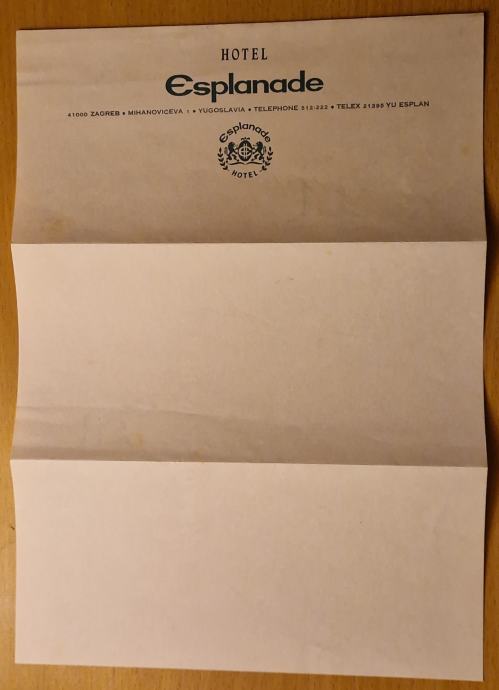 HOTEL
Esplanade
41000 ZAGREB • MIHANOVICEVA 1 • YUGOSLAVIA • TELEPHONE 512-222 • TELEX 21395 YU ESPLAN
Esplanade
HOTEL